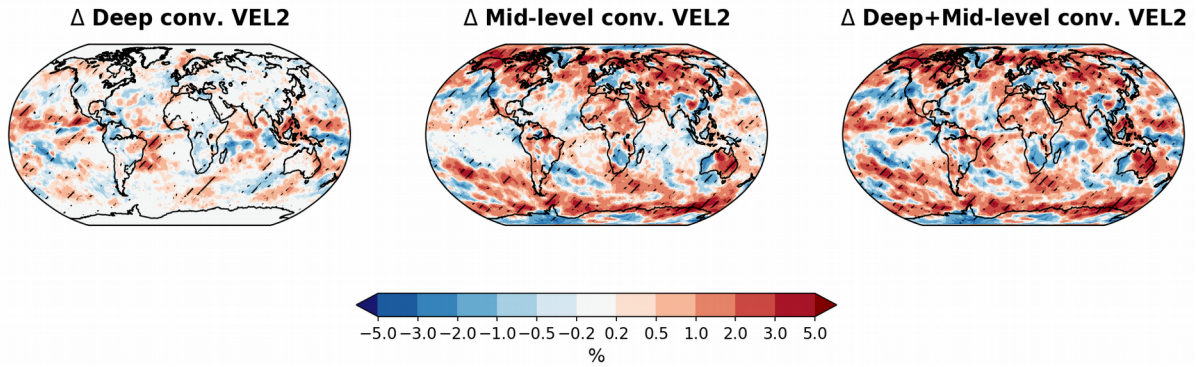 Δ Deep conv. VEL2
Δ Mid-level conv. VEL2
Δ Deep+Mid-level conv. VEL2
−5.0 −3.0 −2.0 −1.0 −0.5 −0.2 0.2 0.5 1.0 2.0 3.0 5.0
%